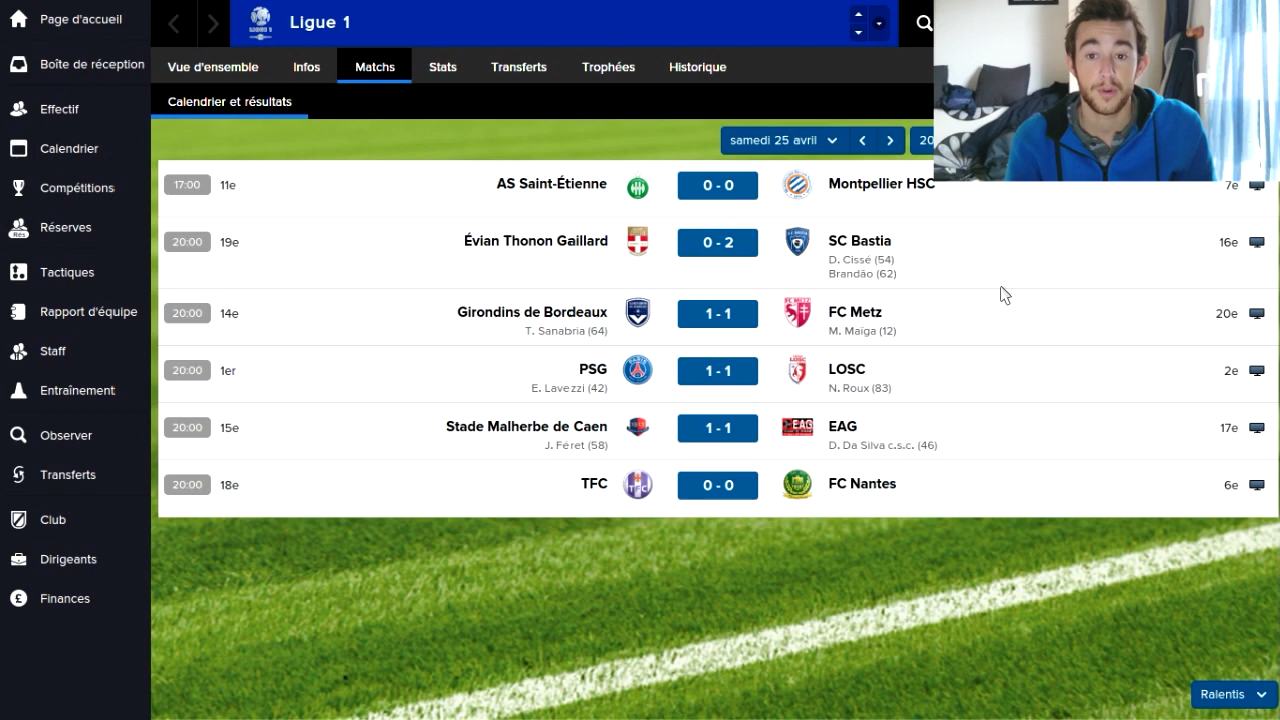 Page d'accueil
Boîte de réception
Effectif
Calendrier
Compétitions
Réserves
Tactiques
Rapport d'équipe
Staff
Entraînement
Observer
Transferts
Club
Dirigeants
Finances
Ligue 1
Vue d'ensemble Infos Matchs Stats Transferts Trophées Historique
Calendrier et résultats
samedi 25 avril 20
17:00 11e AS Saint-Étienne 0 - 0 Montpellier HSC 7e
20:00 19e Évian Thonon Gaillard 0 - 2 SC Bastia 16e
D. Cissé (54)
Brandão (62)
20:00 14e Girondins de Bordeaux 1 - 1 FC Metz 20e
T. Sanabria (64) M. Maïga (12)
20:00 1er PSG 1 - 1 LOSC 2e
E. Lavezzi (42) N. Roux (83)
20:00 15e Stade Malherbe de Caen 1 - 1 EAG 17e
J. Féret (58) D. Da Silva c.s.c. (46)
20:00 18e TFC 0 - 0 FC Nantes 6e
Ralentis